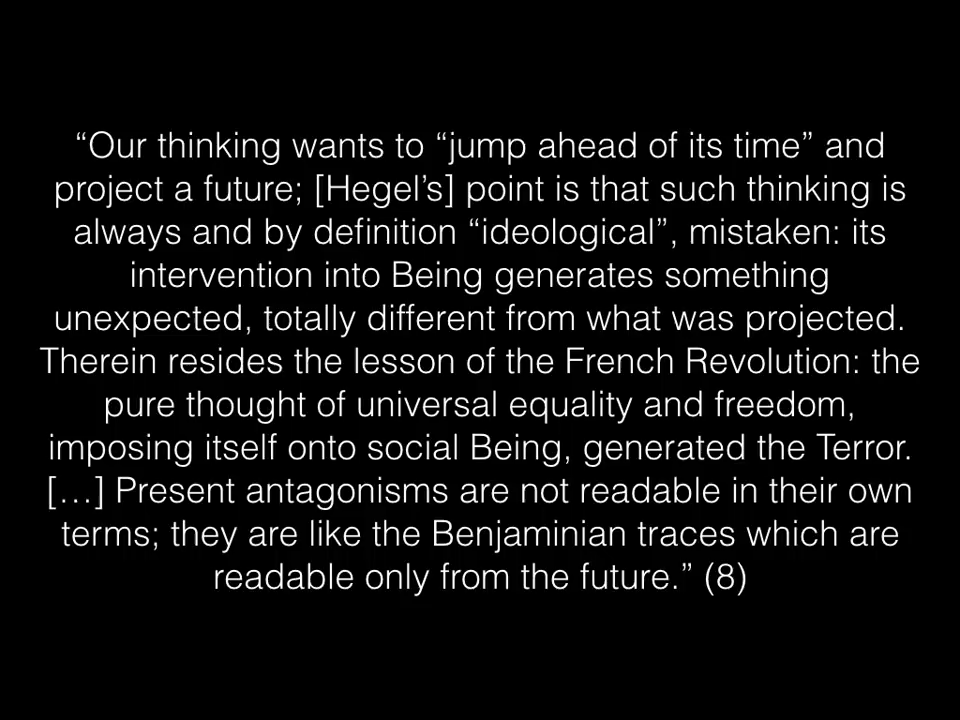 “Our thinking wants to “jump ahead of its time” and
project a future; [Hegel’s] point is that such thinking is
always and by definition “ideological”, mistaken: its
intervention into Being generates something
unexpected, totally different from what was projected.
Therein resides the lesson of the French Revolution: the
pure thought of universal equality and freedom,
imposing itself onto social Being, generated the Terror.
[…] Present antagonisms are not readable in their own
terms; they are like the Benjaminian traces which are
readable only from the future.” (8)